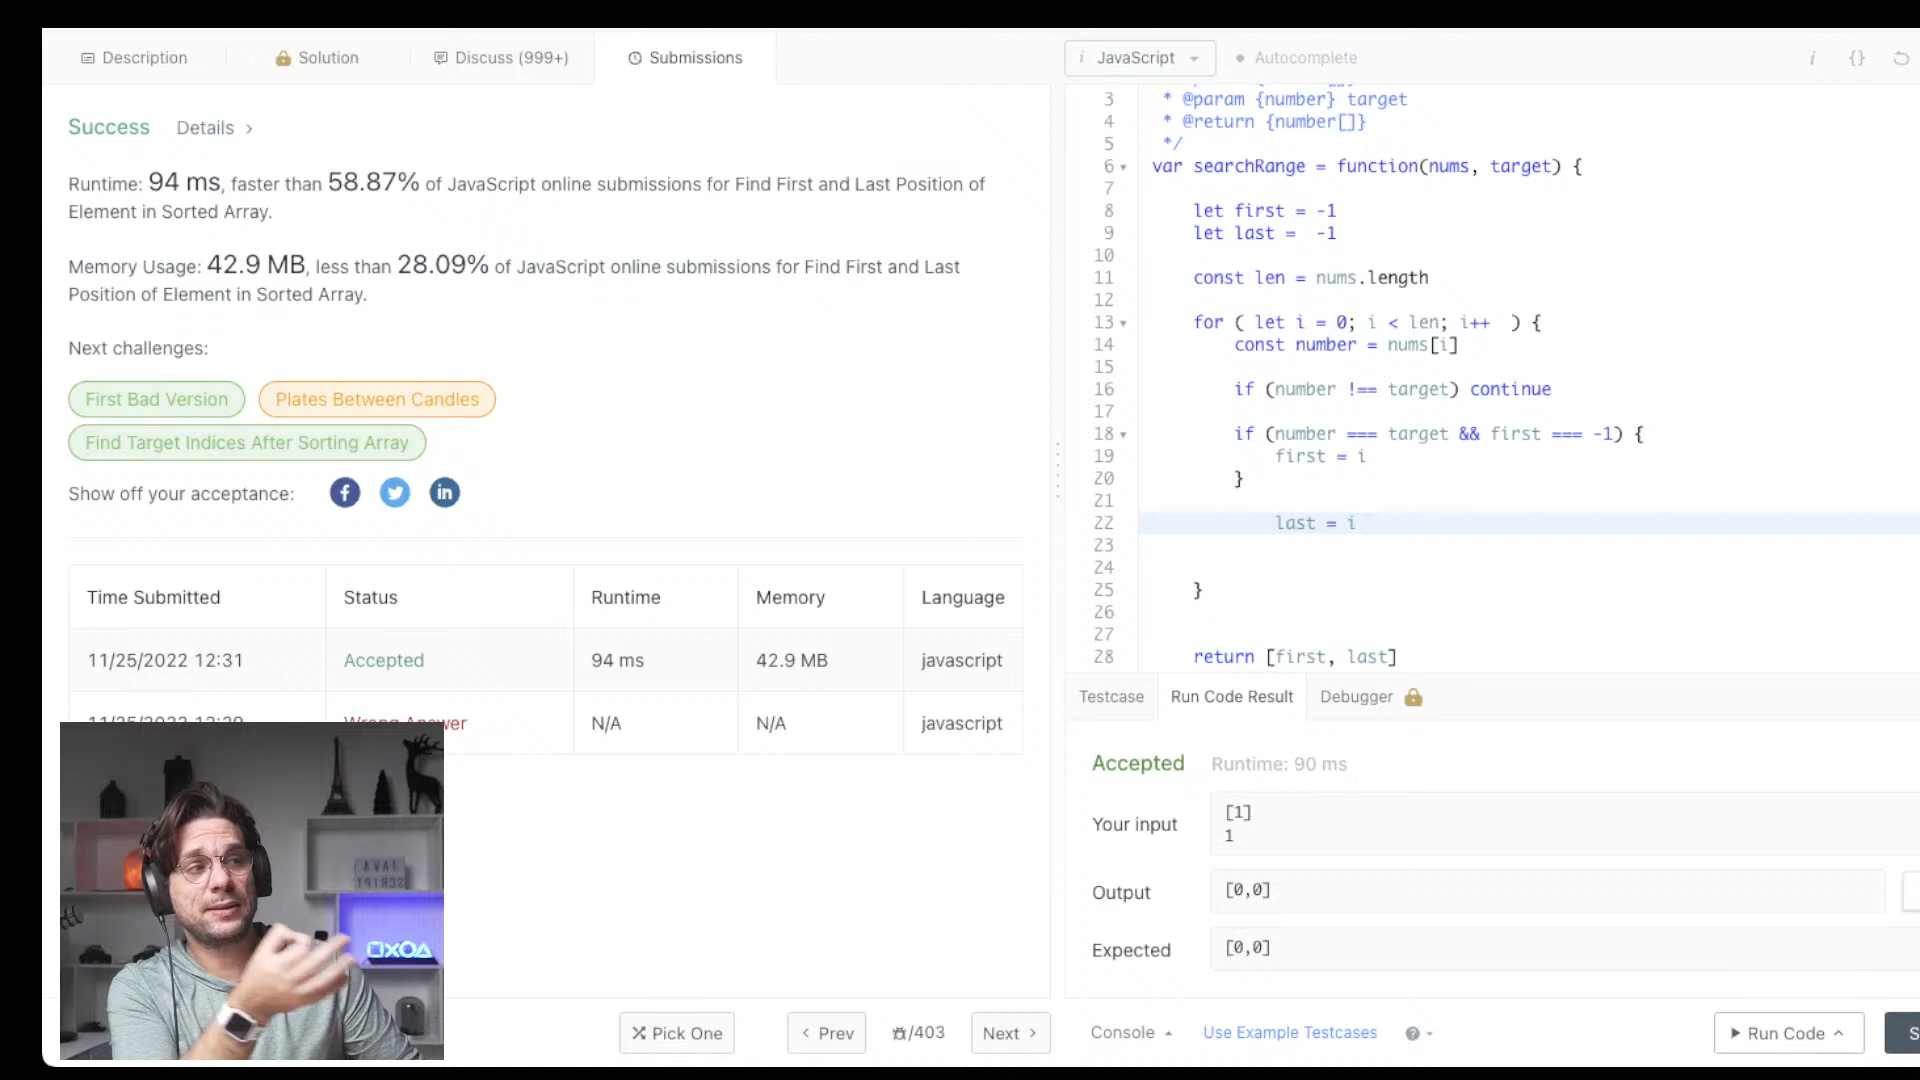 Description
Solution
Discuss (999+)
Submissions
i JavaScript
Autocomplete
i {}
Success Details >
Runtime: 94 ms, faster than 58.87% of JavaScript online submissions for Find First and Last Position of
Element in Sorted Array.
Memory Usage: 42.9 MB, less than 28.09% of JavaScript online submissions for Find First and Last
Position of Element in Sorted Array.
Next challenges:
First Bad Version
Plates Between Candles
Find Target Indices After Sorting Array
Show off your acceptance: f in
Time Submitted Status Runtime Memory Language
11/25/2022 12:31 Accepted 94 ms 42.9 MB javascript
Wrong Answer N/A N/A javascript
JAVA
SCRIPT
Pick One
< Prev
/403
Next >
3 * @param {number} target
4 * @return {number[]}
5 */
6 var searchRange = function(nums, target) {
7
8 let first = -1
9 let last =  -1
10
11 const len = nums.length
12
13 for ( let i = 0; i < len; i++  ) {
14 const number = nums[i]
15
16 if (number !== target) continue
17
18 if (number === target && first === -1) {
19 first = i
20 }
21
22 last = i
23
24
25 }
26
27
28 return [first, last]
Testcase
Run Code Result
Debugger
Accepted Runtime: 90 ms
Your input
[1]
1
Output [0,0]
Expected [0,0]
Console
Use Example Testcases
?
Run Code
S